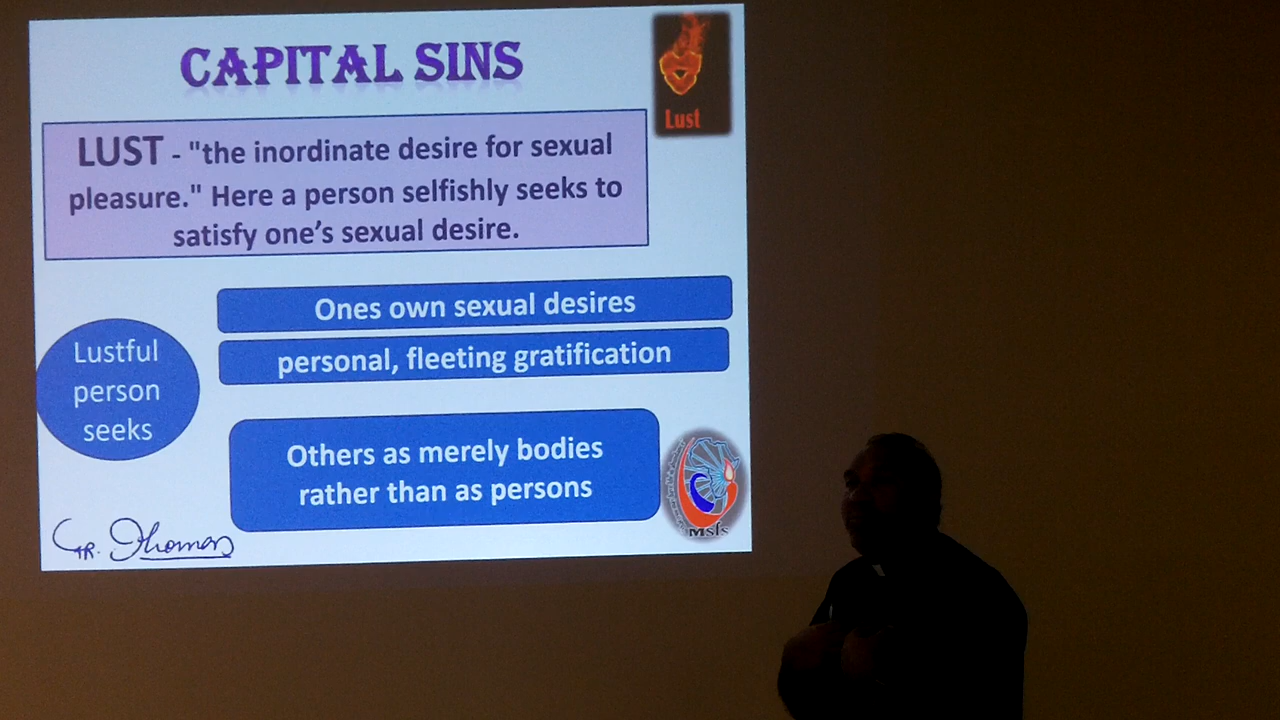 CAPITAL SINS
Lust
LUST - "the inordinate desire for sexual
pleasure." Here a person selfishly seeks to
satisfy one’s sexual desire.
Ones own sexual desires
personal, fleeting gratification
Lustful
person
seeks
Others as merely bodies
rather than as persons
Thomas
MSfs